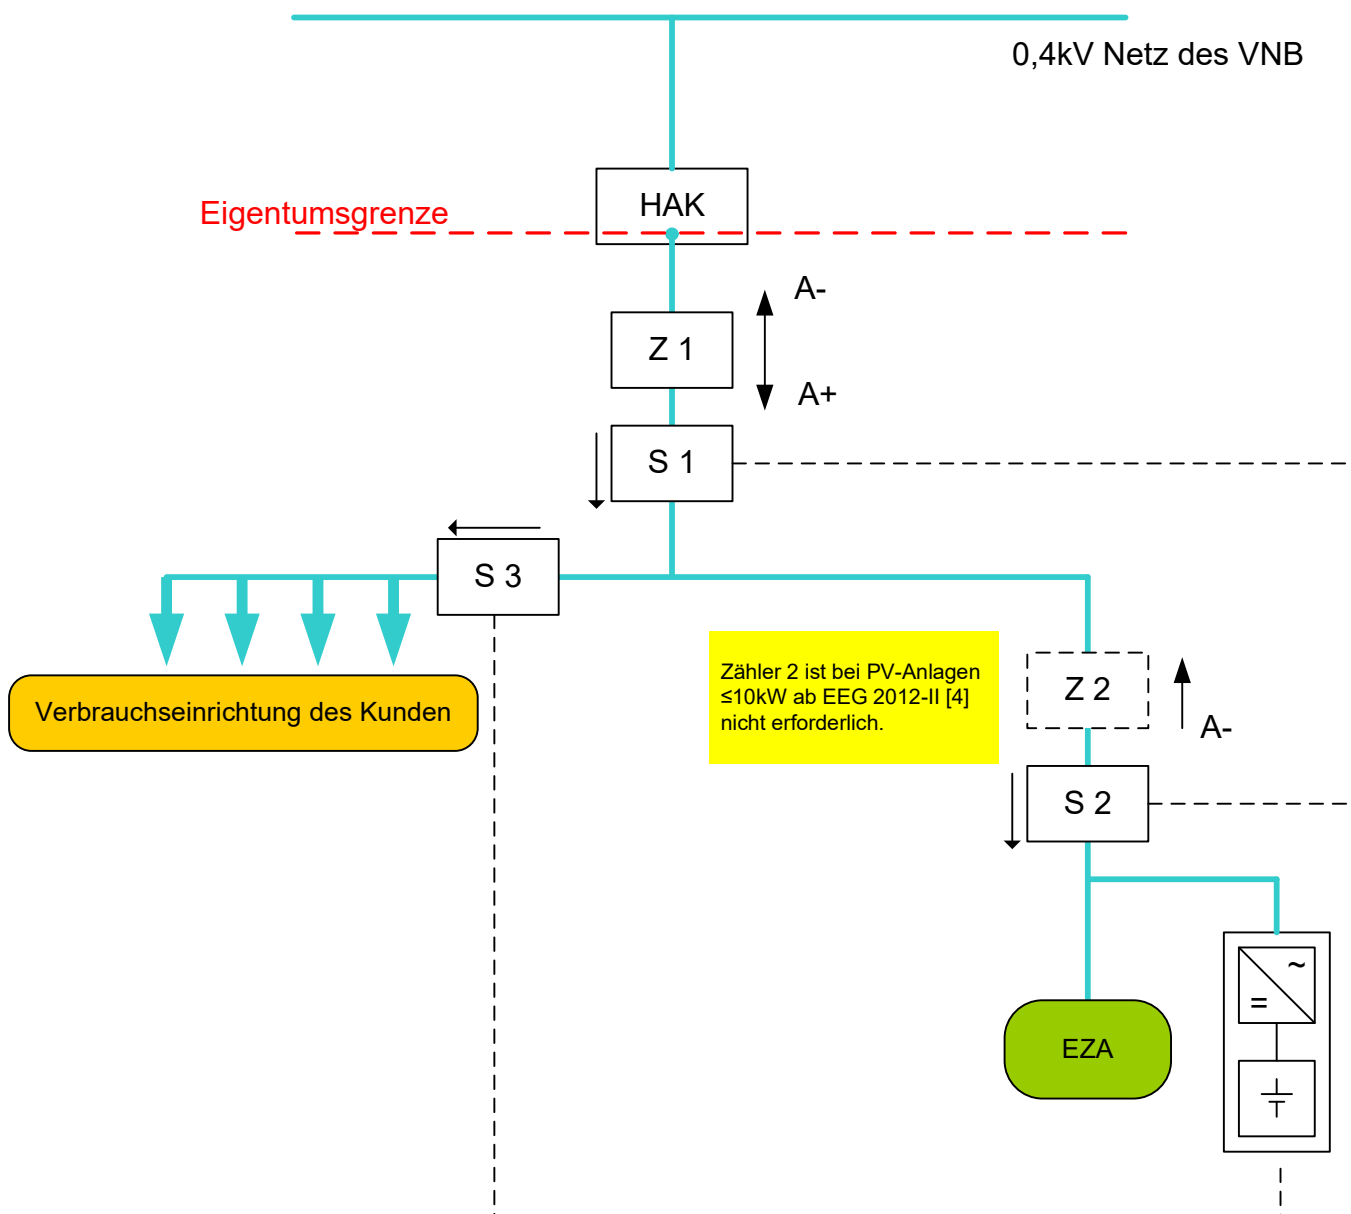 0,4kV Netz des VNB
HAK
Eigentumsgrenze
A-
Z 1
A+
S 1
S 3
Zähler 2 ist bei PV-Anlagen
≤10kW ab EEG 2012-II [4]
nicht erforderlich.
Z 2
A-
Verbrauchseinrichtung des Kunden
S 2
~
=
EZA